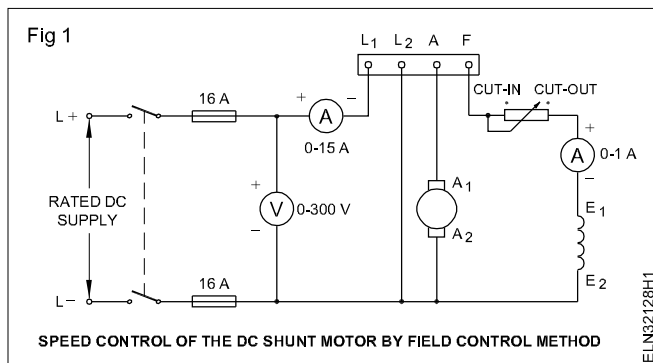 Fig 1
L₁ L₂ A F
CUT-IN CUT-OUT
L + 16 A + A − + A 0-1 A −
0-15 A
RATED DC
SUPPLY
+ V 0-300 V −
A₁
A₂
E₁
E₂
L − 16 A
SPEED CONTROL OF THE DC SHUNT MOTOR BY FIELD CONTROL METHOD
ELN32128H1